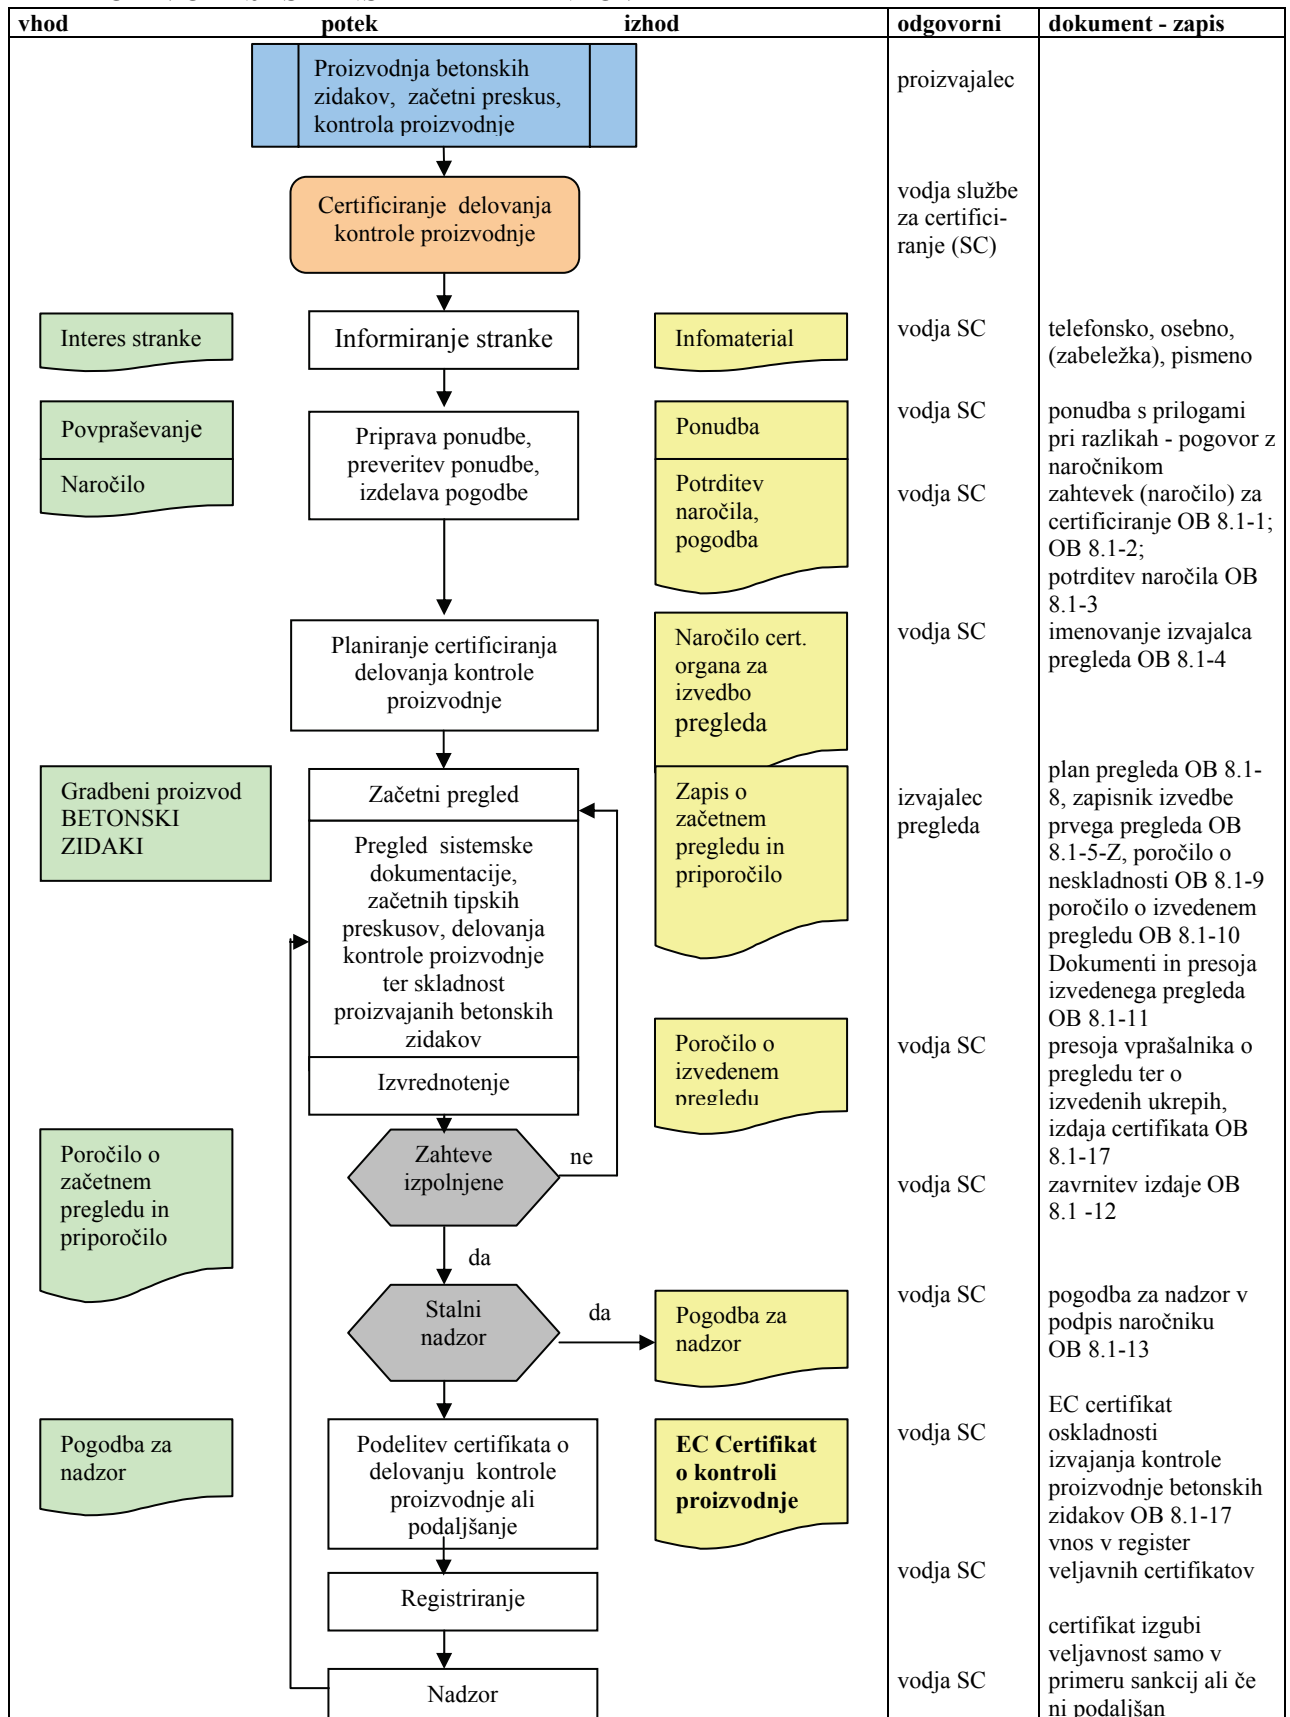 vhod potek izhod odgovorni dokument - zapis
Proizvodnja betonskih
zidakov, začetni preskus,
kontrola proizvodnje
proizvajalec
Certificiranje delovanja
kontrole proizvodnje
vodja službe
za certifici-
ranje (SC)
Interes stranke
Informiranje stranke
Infomaterial
vodja SC
telefonsko, osebno,
(zabeležka), pismeno
Povpraševanje
Naročilo
Priprava ponudbe,
preveritev ponudbe,
izdelava pogodbe
Ponudba
Potrditev
naročila,
pogodba
vodja SC
vodja SC
ponudba s prilogami
pri razlikah - pogovor z
naročnikom
zahtevek (naročilo) za
certificiranje OB 8.1-1;
OB 8.1-2;
potrditev naročila OB
8.1-3
Planiranje certificiranja
delovanja kontrole
proizvodnje
Naročilo cert.
organa za
izvedbo
pregleda
vodja SC
imenovanje izvajalca
pregleda OB 8.1-4
Gradbeni proizvod
BETONSKI
ZIDAKI
Začetni pregled
Pregled sistemske
dokumentacije,
začetnih tipskih
preskusov, delovanja
kontrole proizvodnje
ter skladnost
proizvajanih betonskih
zidakov
Izvrednotenje
Zapis o
začetnem
pregledu in
priporočilo
izvajalec
pregleda
plan pregleda OB 8.1-
8, zapisnik izvedbe
prvega pregleda OB
8.1-5-Z, poročilo o
neskladnosti OB 8.1-9
poročilo o izvedenem
pregledu OB 8.1-10
Dokumenti in presoja
izvedenega pregleda
OB 8.1-11
Poročilo o
izvedenem
pregledu
vodja SC
presoja vprašalnika o
pregledu ter o
izvedenih ukrepih,
izdaja certifikata OB
8.1-17
Poročilo o
začetnem
pregledu in
priporočilo
Zahteve
izpolnjene
ne
da
vodja SC
zavrnitev izdaje OB
8.1 -12
Stalni
nadzor
da
Pogodba za
nadzor
vodja SC
pogodba za nadzor v
podpis naročniku
OB 8.1-13
Pogodba za
nadzor
Podelitev certifikata o
delovanju kontrole
proizvodnje ali
podaljšanje
EC Certifikat
o kontroli
proizvodnje
vodja SC
EC certifikat
oskladnosti
izvajanja kontrole
proizvodnje betonskih
zidakov OB 8.1-17
vnos v register
veljavnih certifikatov
Registriranje
vodja SC
Nadzor
vodja SC
certifikat izgubi
veljavnost samo v
primeru sankcij ali če
ni podaljšan